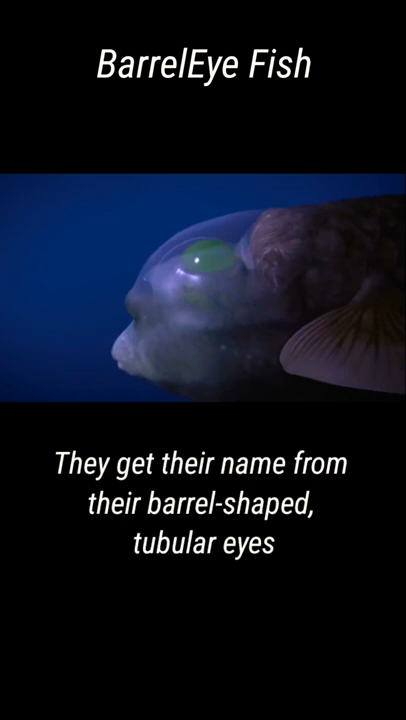 BarrelEye Fish
They get their name from
their barrel-shaped,
tubular eyes